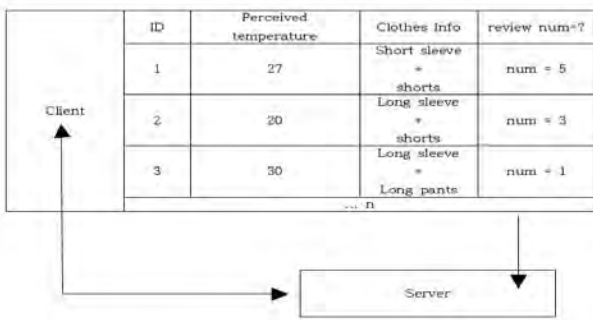 ID
Perceived
temperature
Clothes Info
review num=?
Client
1
27
Short sleeve
+
shorts
num = 5
2
20
Long sleeve
+
shorts
num = 3
3
30
Long sleeve
+
Long pants
num = 1
... n
Server